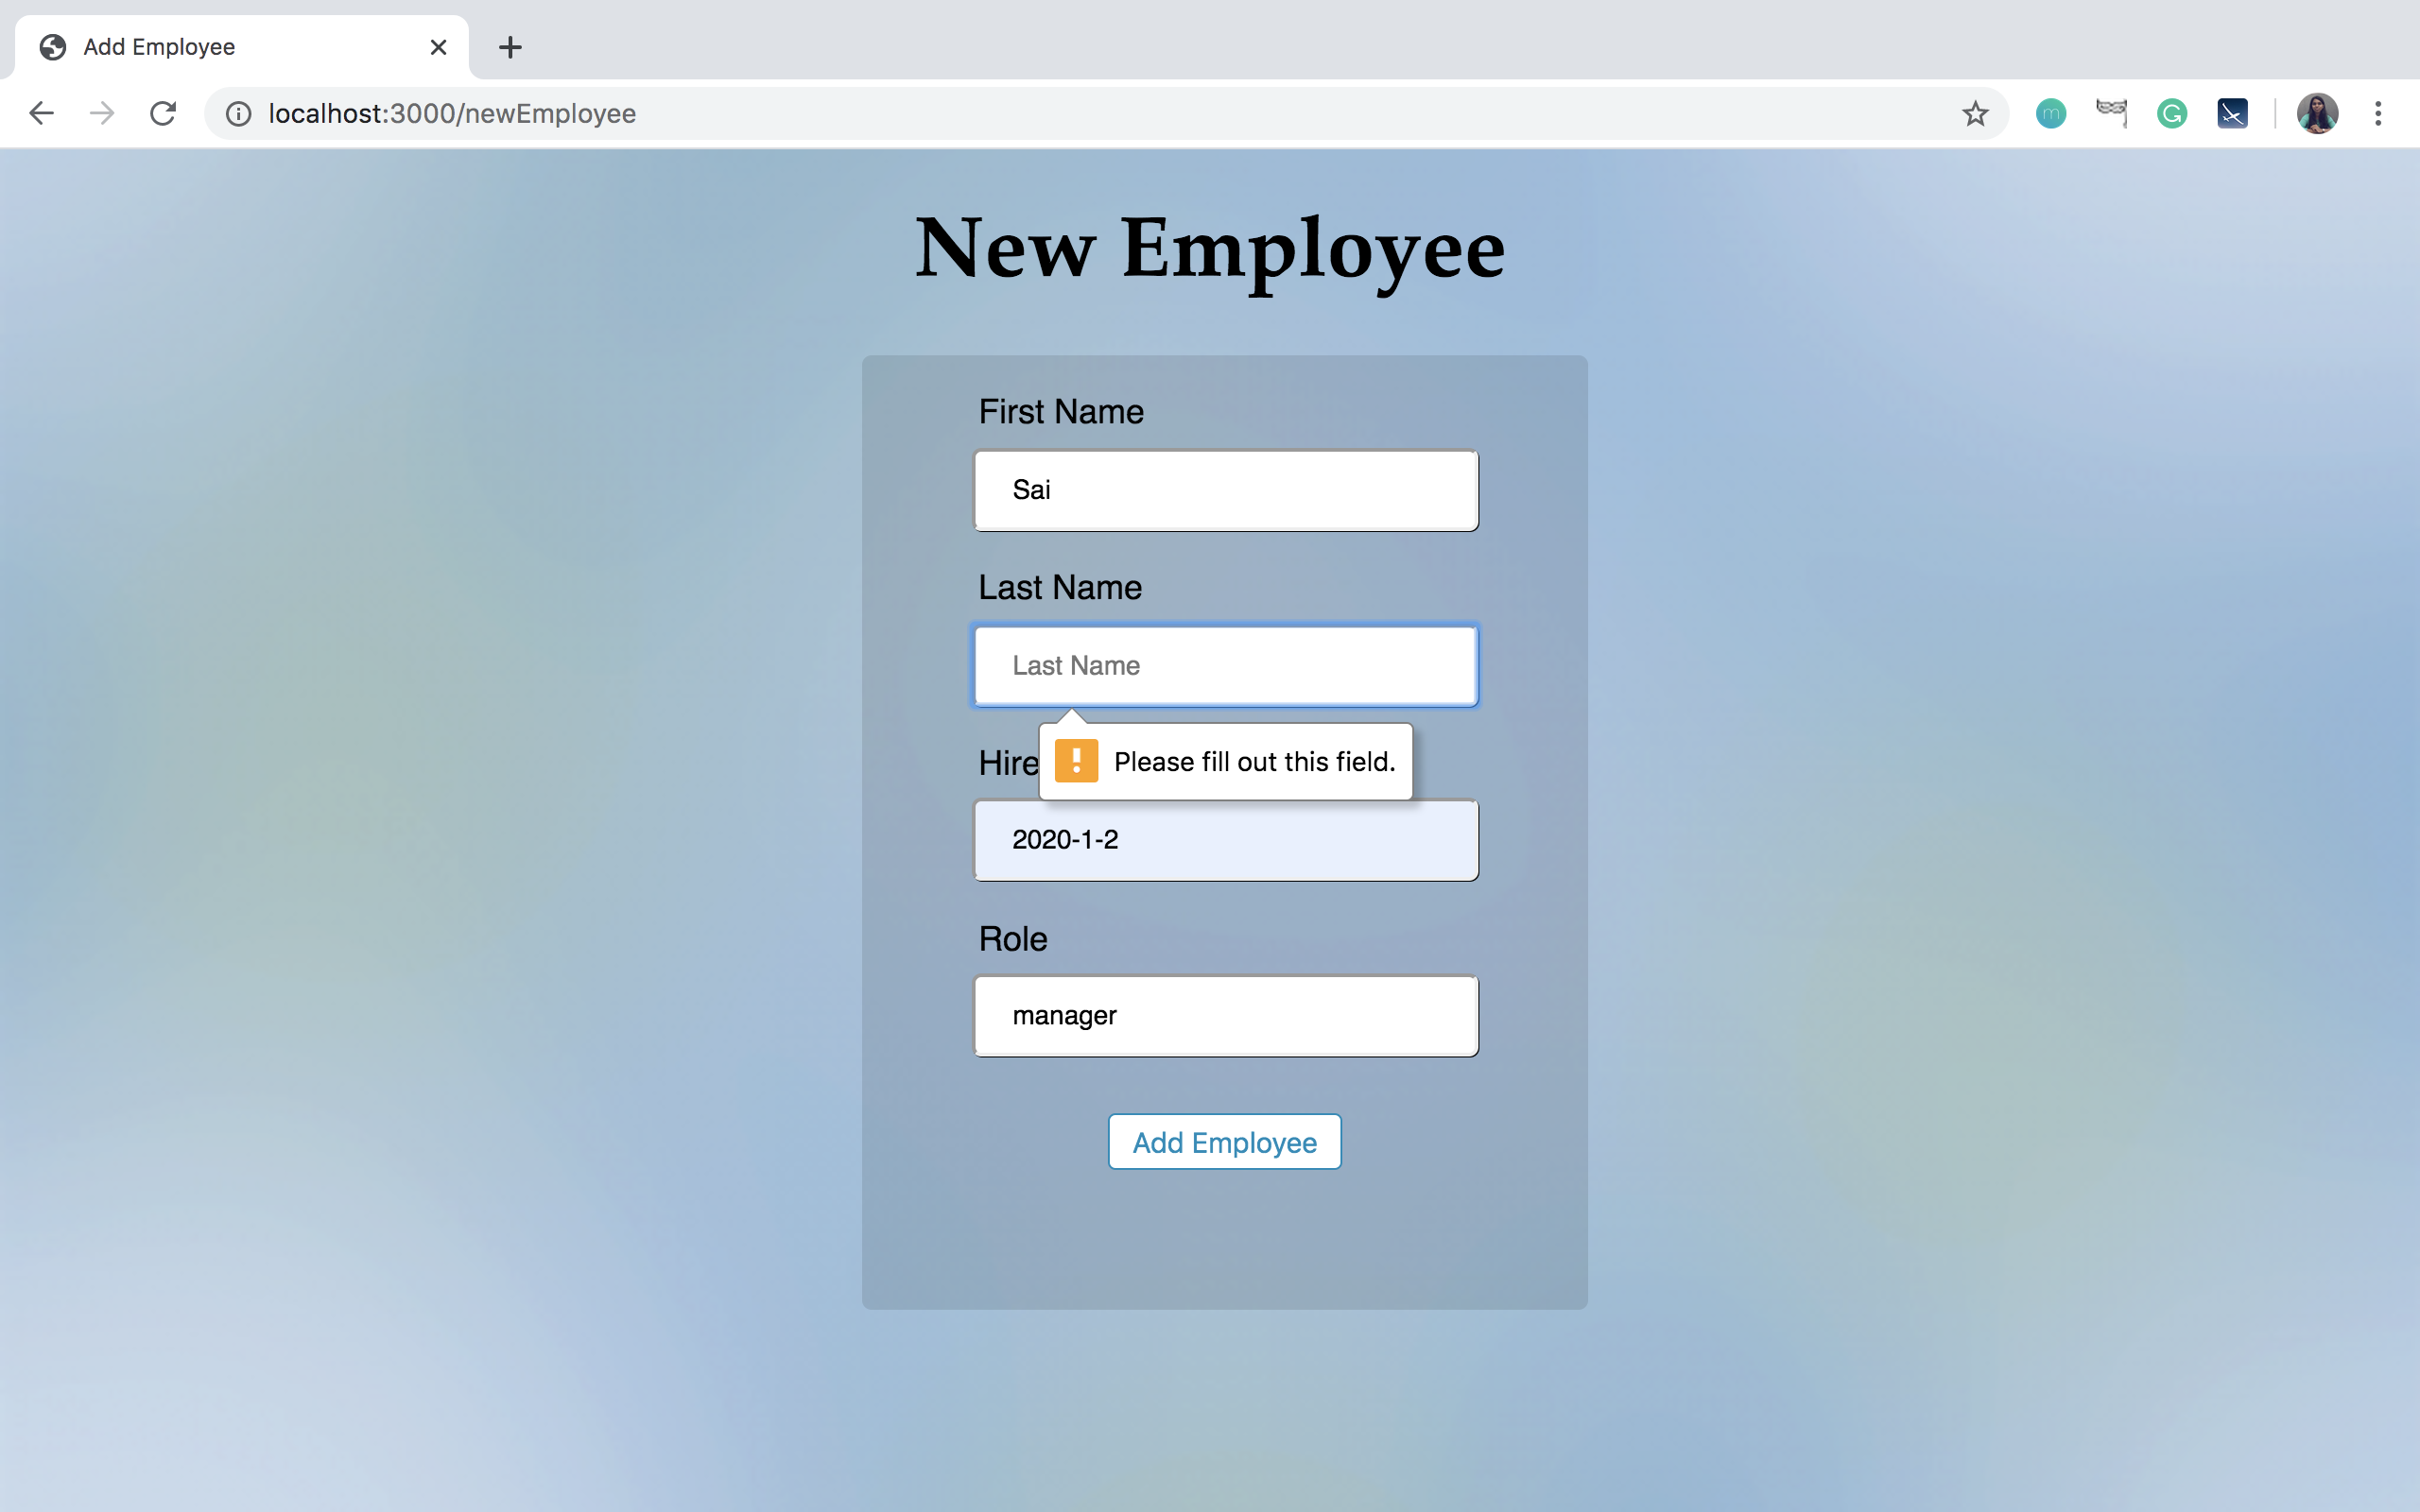 Add Employee
localhost:3000/newEmployee
New Employee
First Name
Sai
Last Name
Last Name
Please fill out this field.
Hire
2020-1-2
Role
manager
Add Employee